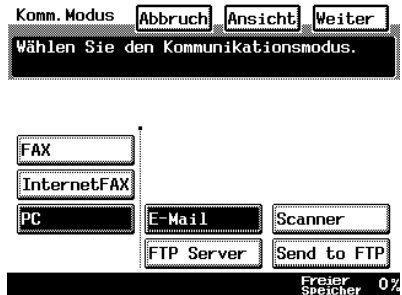 Komm. Modus Abbruch Ansicht Weiter
Wählen Sie den Kommunikationsmodus.
FAX
InternetFAX
PC E-Mail Scanner
FTP Server Send to FTP
Freier Speicher 0%